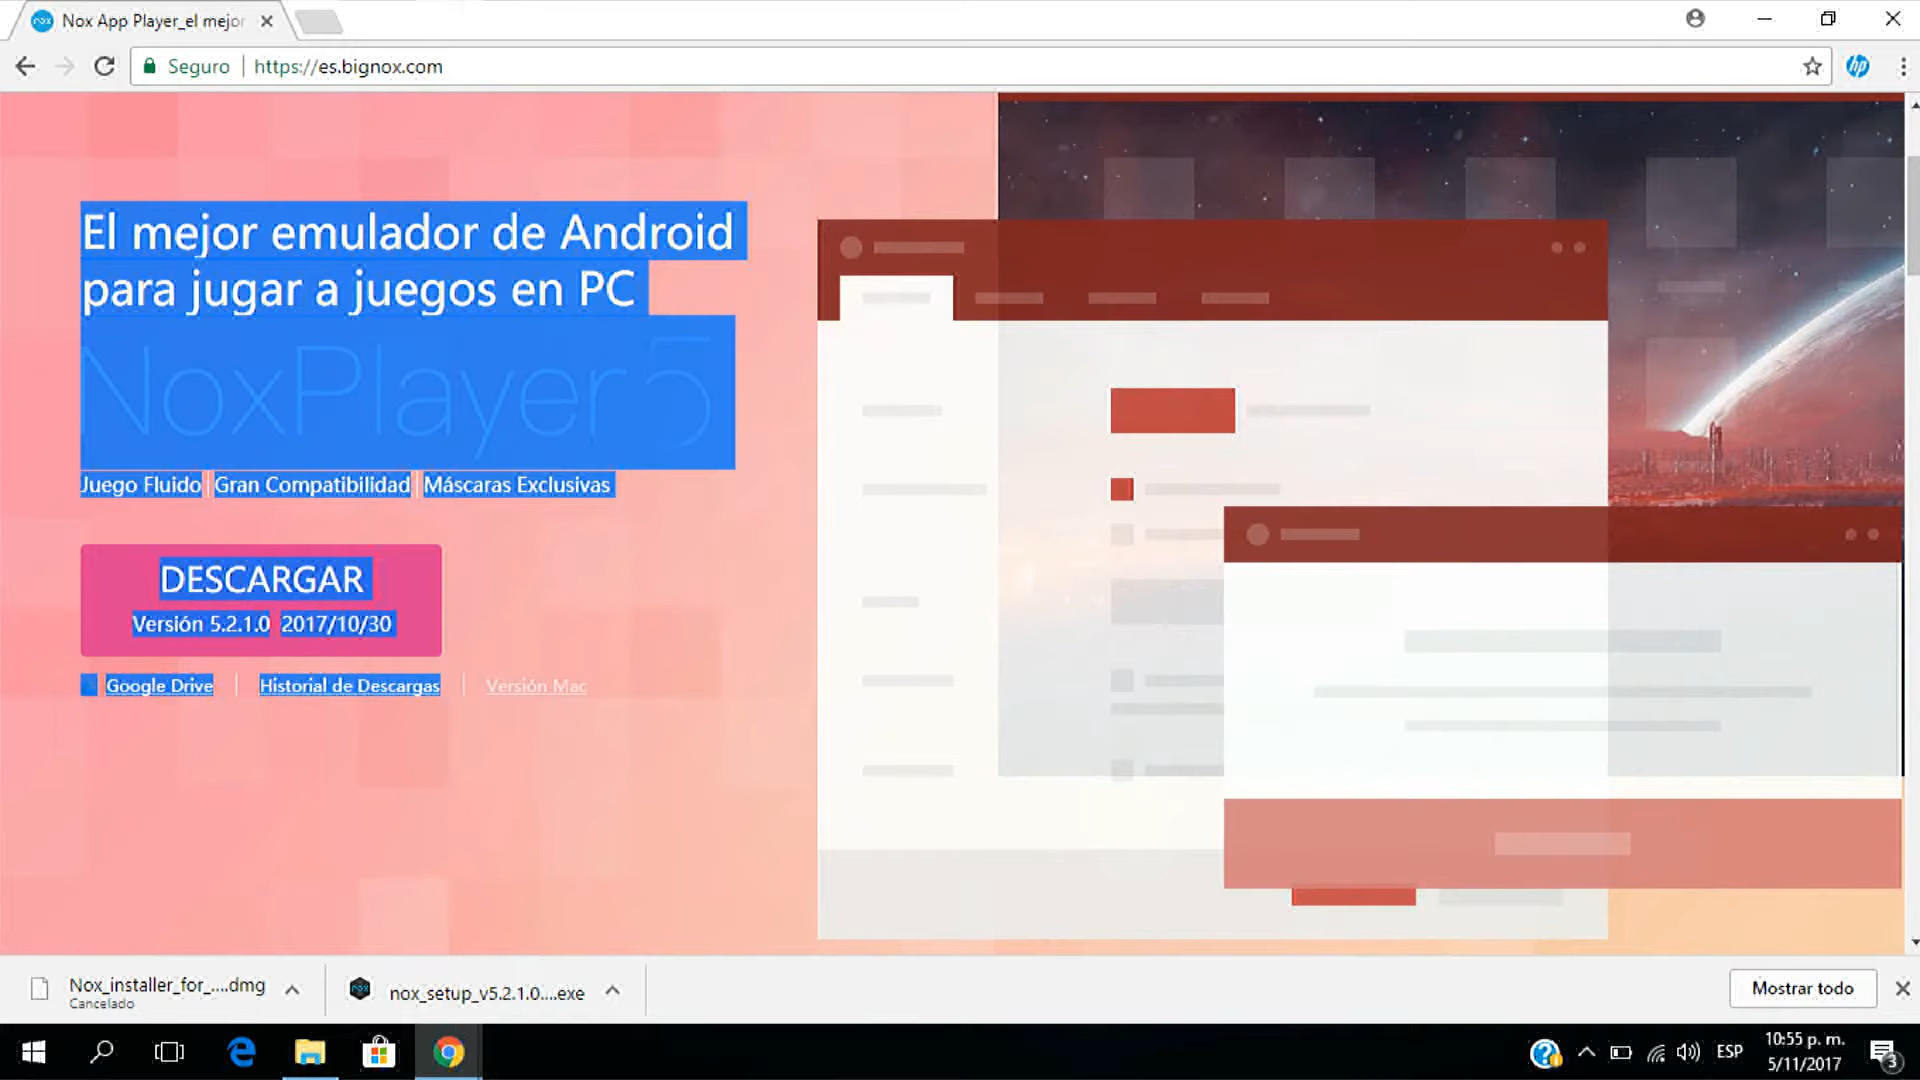 Nox App Player_el mejor
Seguro
https://es.bignox.com
El mejor emulador de Android
para jugar a juegos en PC
NoxPlayer 5
Juego Fluido Gran Compatibilidad Máscaras Exclusivas
DESCARGAR
Versión 5.2.1.0 2017/10/30
Google Drive Historial de Descargas Versión Mac
Nox_installer_for_....dmg
Cancelado
nox_setup_v5.2.1.0....exe
Mostrar todo
ESP
10:55 p. m.
5/11/2017
3